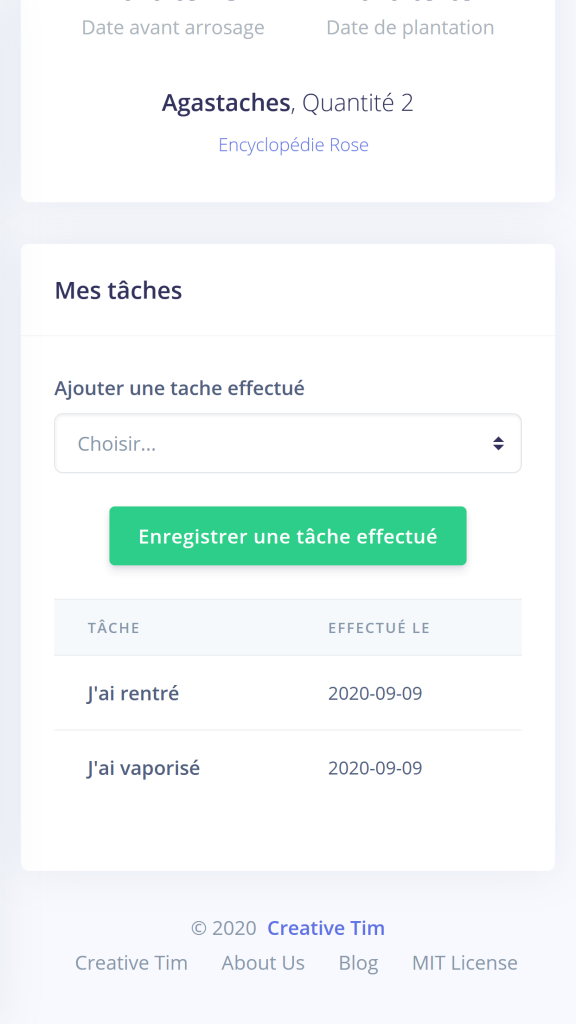 Date avant arrosage Date de plantation
Agastaches, Quantité 2
Encyclopédie Rose
Mes tâches
Ajouter une tache effectué
Choisir...
Enregistrer une tâche effectué
TÂCHE EFFECTUÉ LE
J'ai rentré 2020-09-09
J'ai vaporisé 2020-09-09
© 2020 Creative Tim
Creative Tim About Us Blog MIT License